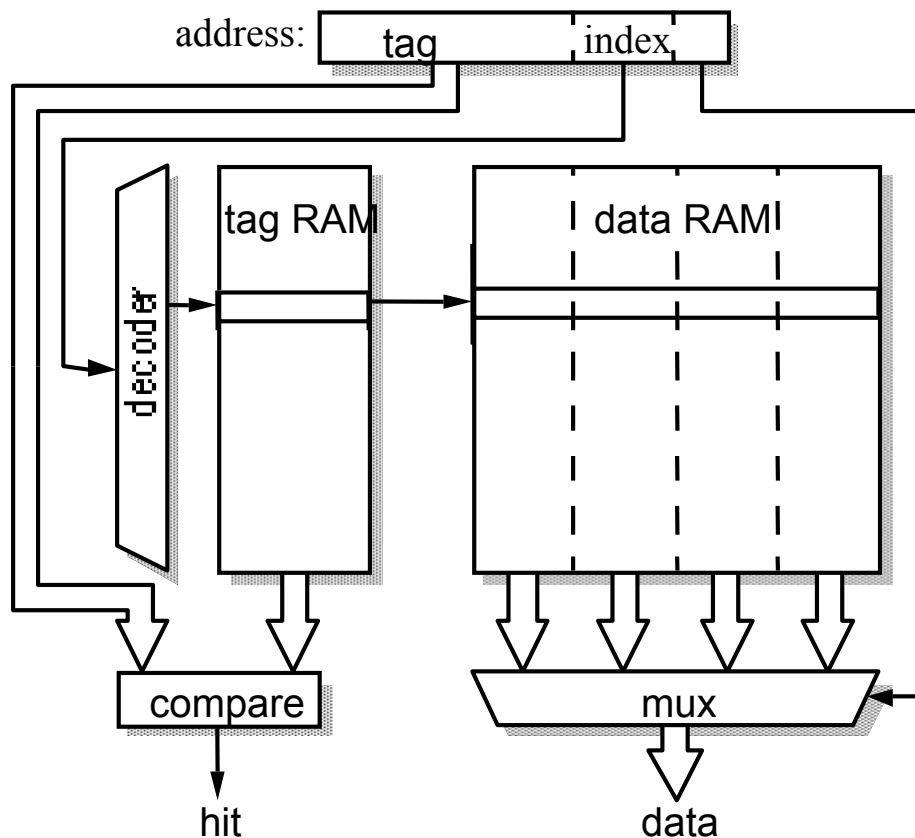 address: tag index
tag RAM data RAM
decoder
compare mux
hit data